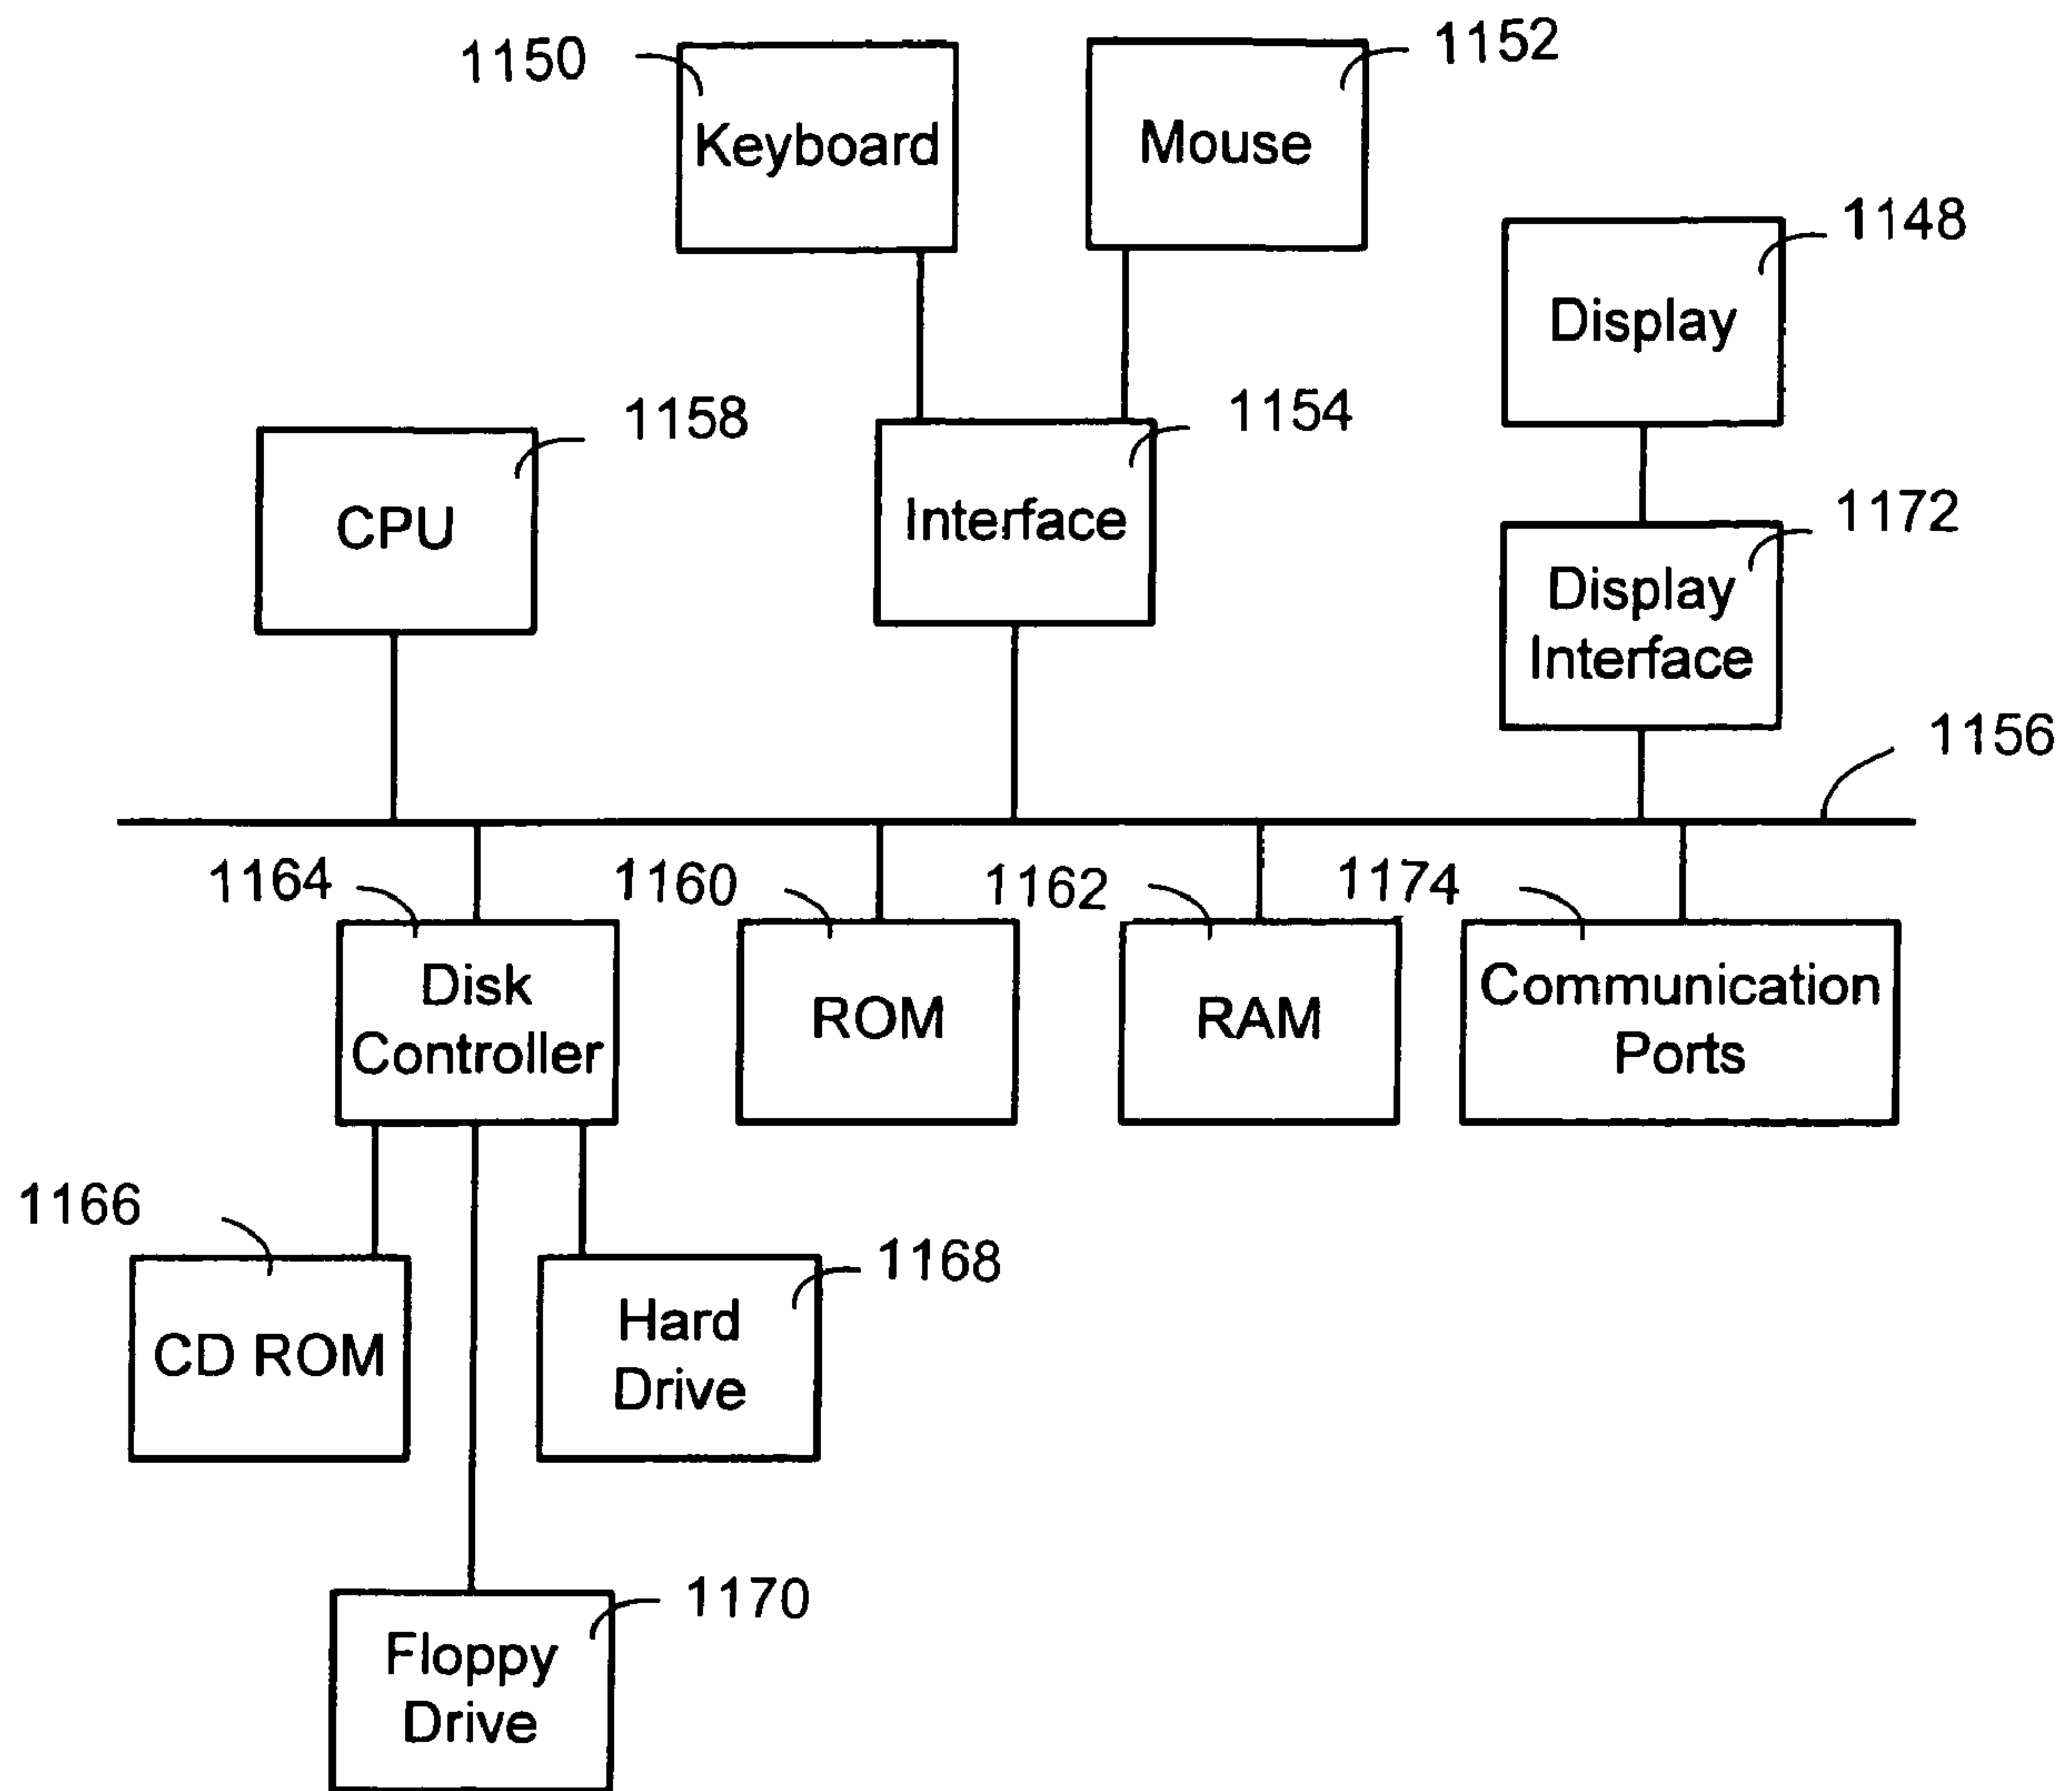 1150
1152
Keyboard
Mouse
1148
Display
1158
1154
CPU
Interface
1172
Display
Interface
1156
1164
1160
1162
1174
Disk
Controller
ROM
RAM
Communication
Ports
1166
1168
CD ROM
Hard
Drive
1170
Floppy
Drive